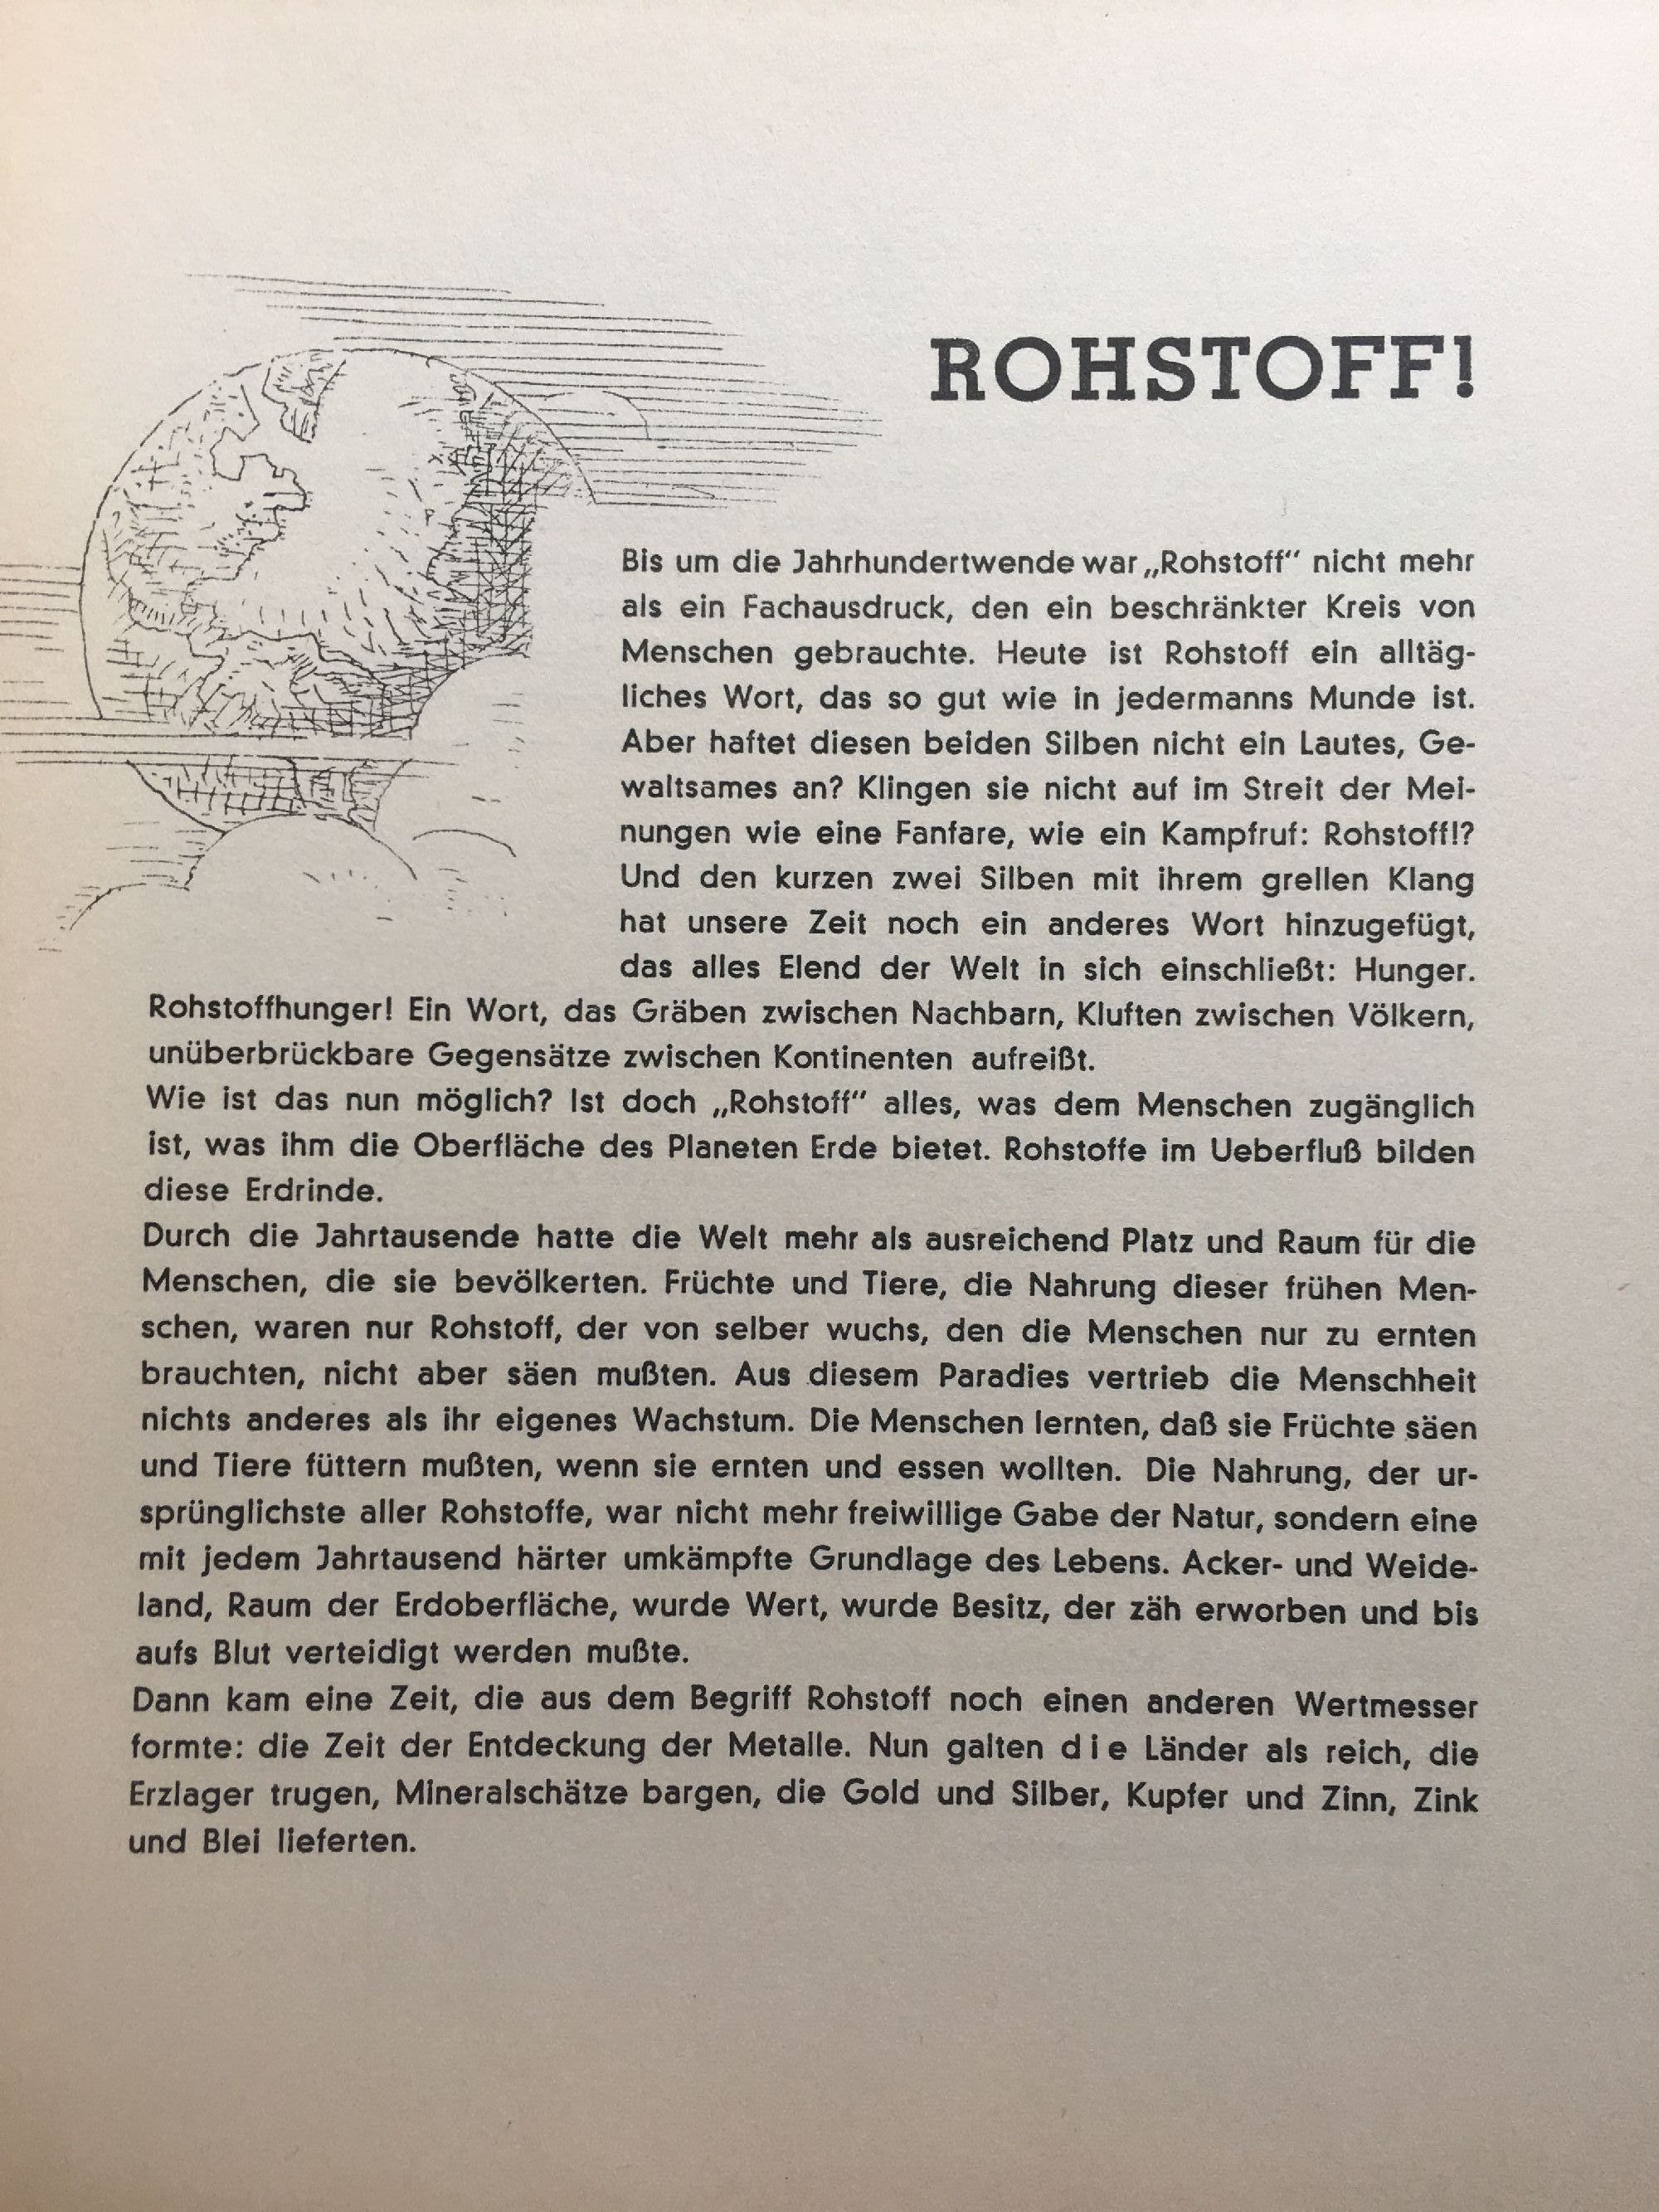 ROHSTOFF!
Bis um die Jahrhundertwende war „Rohstoff“ nicht mehr
als ein Fachausdruck, den ein beschränkter Kreis von
Menschen gebrauchte. Heute ist Rohstoff ein alltäg-
liches Wort, das so gut wie in jedermanns Munde ist.
Aber haftet diesen beiden Silben nicht ein Lautes, Ge-
waltsames an? Klingen sie nicht auf im Streit der Mei-
nungen wie eine Fanfare, wie ein Kampfruf: Rohstoff!?
Und den kurzen zwei Silben mit ihrem grellen Klang
hat unsere Zeit noch ein anderes Wort hinzugefügt,
das alles Elend der Welt in sich einschließt: Hunger.
Rohstoffhunger! Ein Wort, das Gräben zwischen Nachbarn, Kluften zwischen Völkern,
unüberbrückbare Gegensätze zwischen Kontinenten aufreißt.
Wie ist das nun möglich? Ist doch „Rohstoff“ alles, was dem Menschen zugänglich
ist, was ihm die Oberfläche des Planeten Erde bietet. Rohstoffe im Ueberfluß bilden
diese Erdrinde.
Durch die Jahrtausende hatte die Welt mehr als ausreichend Platz und Raum für die
Menschen, die sie bevölkerten. Früchte und Tiere, die Nahrung dieser frühen Men-
schen, waren nur Rohstoff, der von selber wuchs, den die Menschen nur zu ernten
brauchten, nicht aber säen mußten. Aus diesem Paradies vertrieb die Menschheit
nichts anderes als ihr eigenes Wachstum. Die Menschen lernten, daß sie Früchte säen
und Tiere füttern mußten, wenn sie ernten und essen wollten. Die Nahrung, der ur-
sprünglichste aller Rohstoffe, war nicht mehr freiwillige Gabe der Natur, sondern eine
mit jedem Jahrtausend härter umkämpfte Grundlage des Lebens. Acker- und Weide-
land, Raum der Erdoberfläche, wurde Wert, wurde Besitz, der zäh erworben und bis
aufs Blut verteidigt werden mußte.
Dann kam eine Zeit, die aus dem Begriff Rohstoff noch einen anderen Wertmesser
formte: die Zeit der Entdeckung der Metalle. Nun galten d i e Länder als reich, die
Erzlager trugen, Mineralschätze bargen, die Gold und Silber, Kupfer und Zinn, Zink
und Blei lieferten.